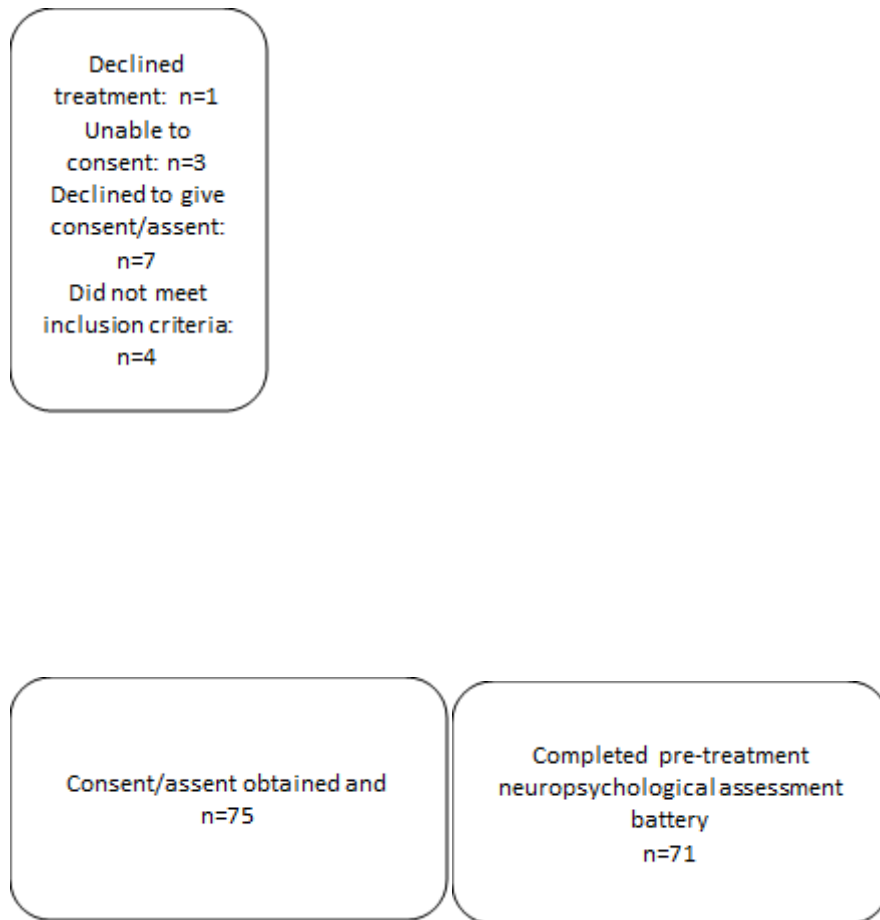 Declined
treatment: n=1
Unable to
consent: n=3
Declined to give
consent/assent:
n=7
Did not meet
inclusion criteria:
n=4
Consent/assent obtained and
n=75
Completed pre-treatment
neuropsychological assessment
battery
n=71